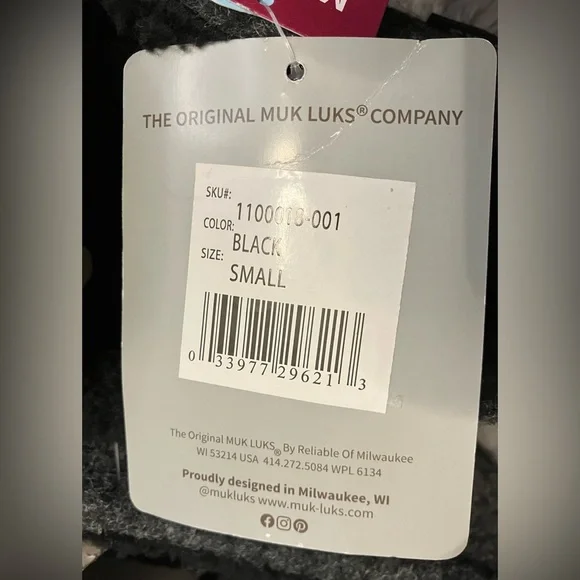 THE ORIGINAL MUK LUKS® COMPANY
SKU#:
COLOR: BLACK
SIZE: SMALL
0 33977 29621 3
The Original MUK LUKS® By Reliable Of Milwaukee
WI 53214 USA 414.272.5084 WPL 6134
Proudly designed in Milwaukee, WI
@mukluks www.muk-luks.com